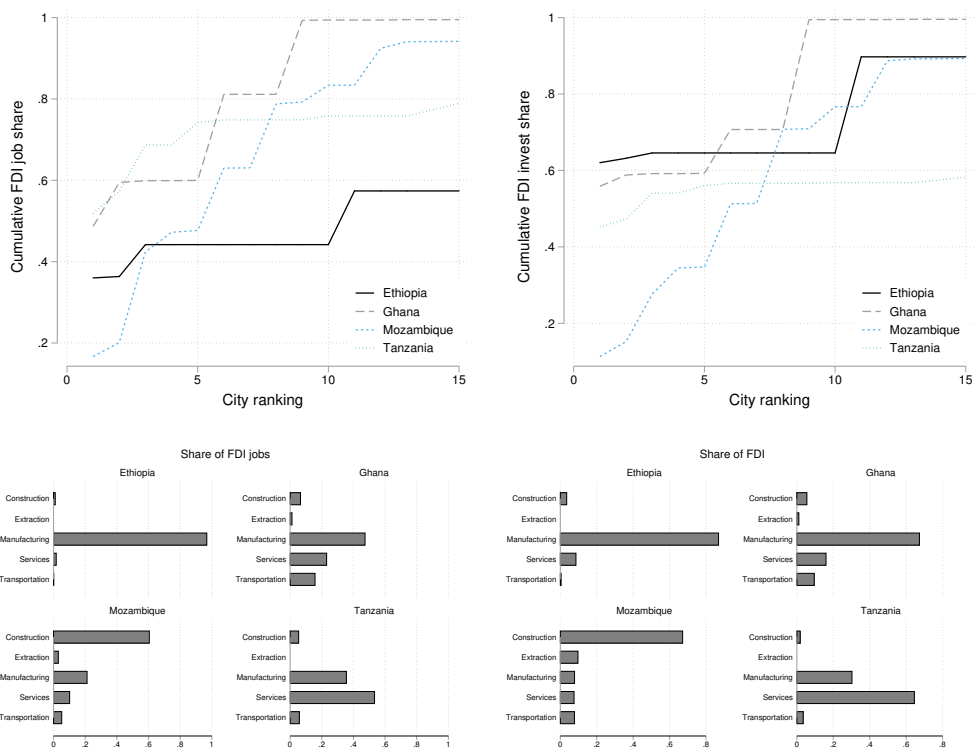 1
.8
.6
.4
.2
Cumulative FDI job share
0 5 10 15
City ranking
Ethiopia
Ghana
Mozambique
Tanzania
1
.8
.6
.4
.2
Cumulative FDI invest share
0 5 10 15
City ranking
Ethiopia
Ghana
Mozambique
Tanzania
Share of FDI jobs
Ethiopia
Construction
Extraction
Manufacturing
Services
Transportation
Ghana
Construction
Extraction
Manufacturing
Services
Transportation
Mozambique
Construction
Extraction
Manufacturing
Services
Transportation
0 .2 .4 .6 .8 1
Tanzania
Construction
Extraction
Manufacturing
Services
Transportation
0 .2 .4 .6 .8 1
Share of FDI
Ethiopia
Construction
Extraction
Manufacturing
Services
Transportation
Ghana
Construction
Extraction
Manufacturing
Services
Transportation
Mozambique
Construction
Extraction
Manufacturing
Services
Transportation
0 .2 .4 .6 .8
Tanzania
Construction
Extraction
Manufacturing
Services
Transportation
0 .2 .4 .6 .8